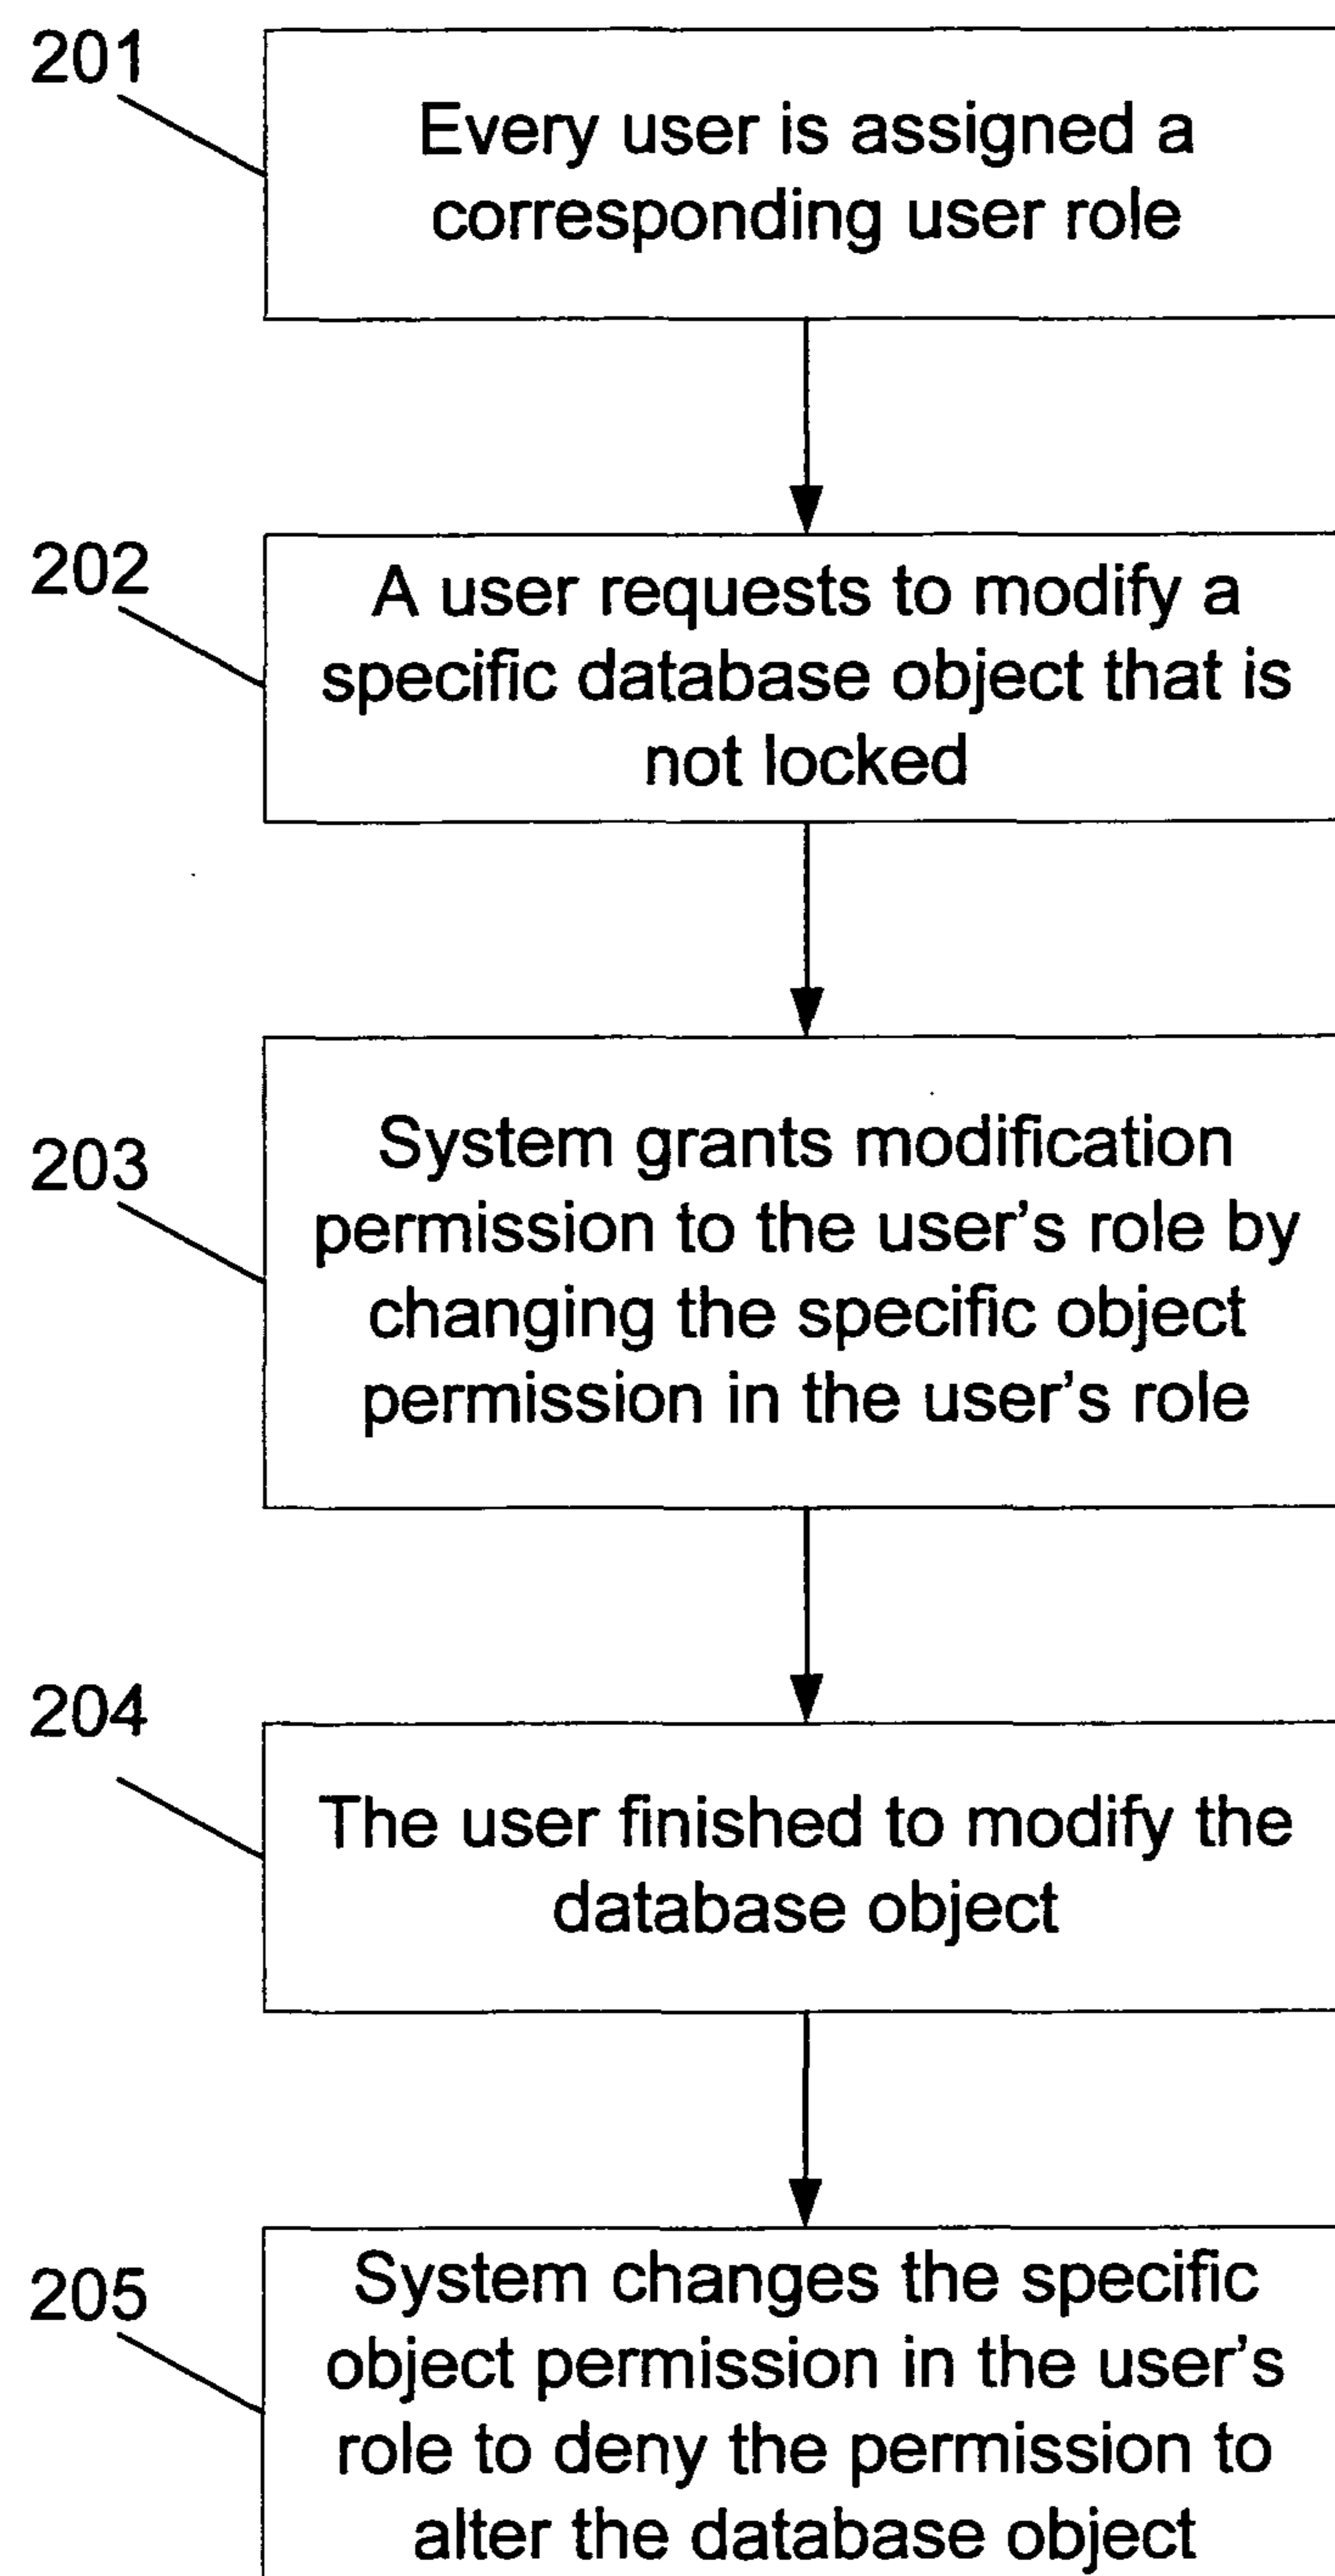 201
Every user is assigned a
corresponding user role
202
A user requests to modify a
specific database object that is
not locked
203
System grants modification
permission to the user's role by
changing the specific object
permission in the user's role
204
The user finished to modify the
database object
205
System changes the specific
object permission in the user's
role to deny the permission to
alter the database object